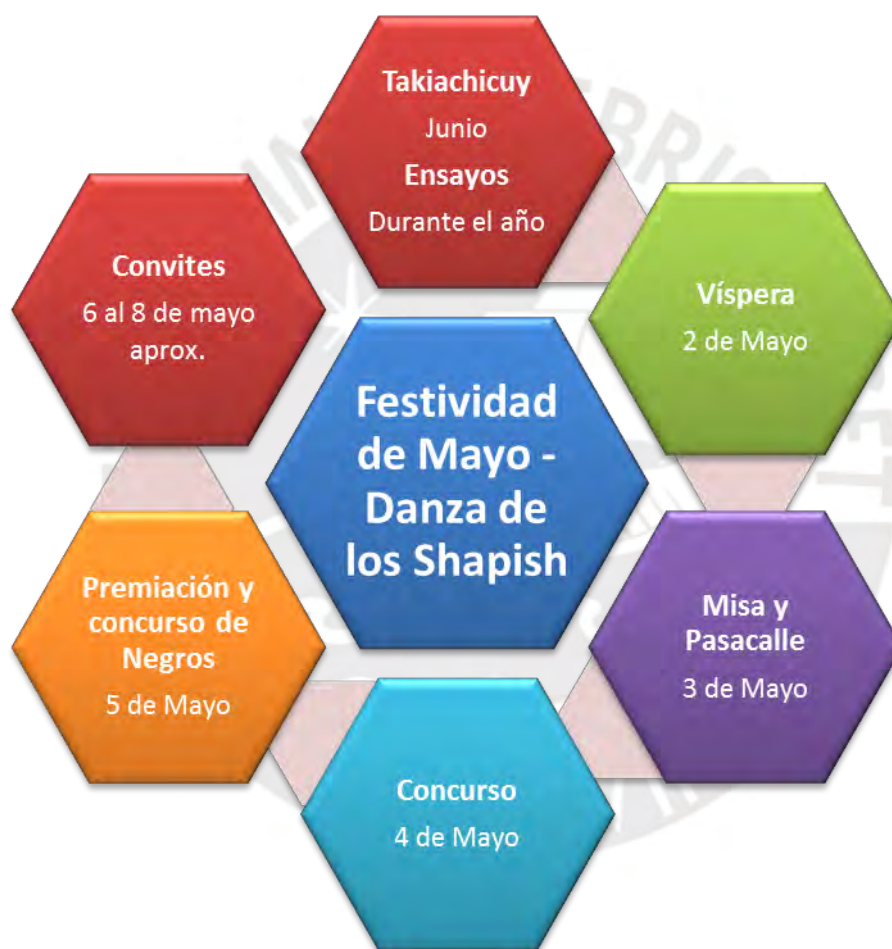 Takiachicuy
Junio
Ensayos
Durante el año
Víspera
2 de Mayo
Misa y
Pasacalle
3 de Mayo
Concurso
4 de Mayo
Premiación y
concurso de
Negros
5 de Mayo
Convites
6 al 8 de mayo
aprox.
Festividad
de Mayo -
Danza de
los Shapish